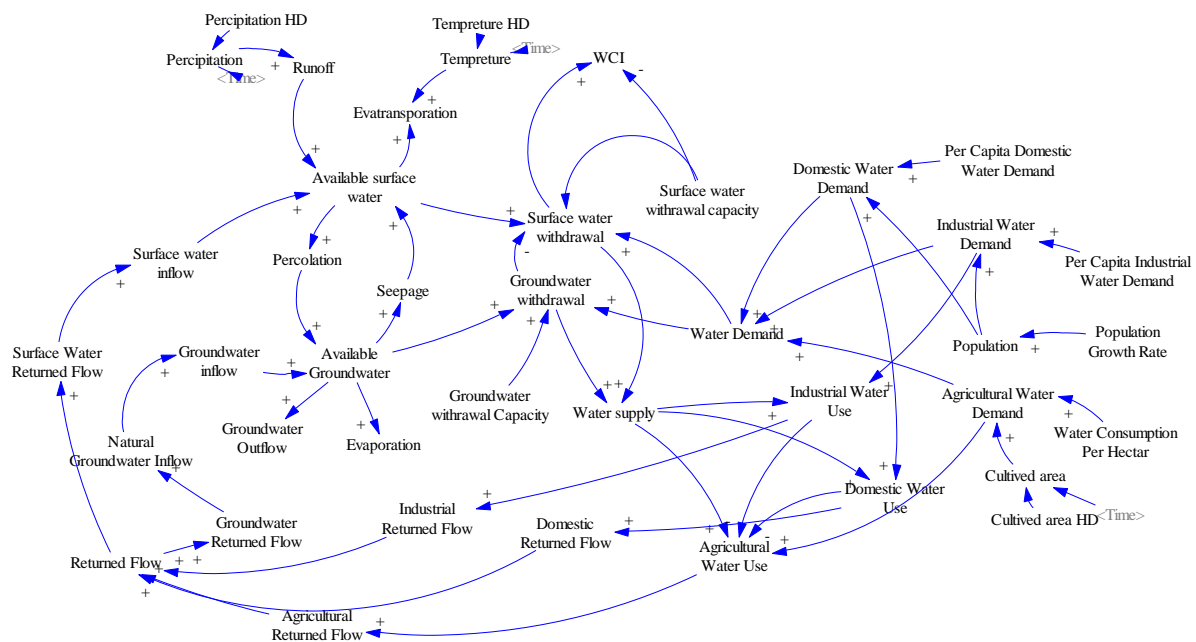 Percipitation HD
Tempreture HD
<Time>
Percipitation
<Time>
Runoff
Tempreture
WCI
Evatransporation
Available surface
water
Surface water
withrawal capacity
Domestic Water
Demand
Per Capita Domestic
Water Demand
Surface water
withdrawal
Industrial Water
Demand
Surface water
inflow
Percolation
Per Capita Industrial
Water Demand
Seepage
Groundwater
withdrawal
Water Demand
Population
Population
Growth Rate
Surface Water
Returned Flow
Groundwater
inflow
Available
Groundwater
Groundwater
withrawal Capacity
Water supply
Industrial Water
Use
Agricultural Water
Demand
Groundwater
Outflow
Evaporation
Natural
Groundwater Inflow
Water Consumption
Per Hectar
Cultived area
Cultived area HD
<Time>
Domestic Water
Use
Industrial
Returned Flow
Domestic
Returned Flow
Groundwater
Returned Flow
Returned Flow
Agricultural
Water Use
Agricultural
Returned Flow